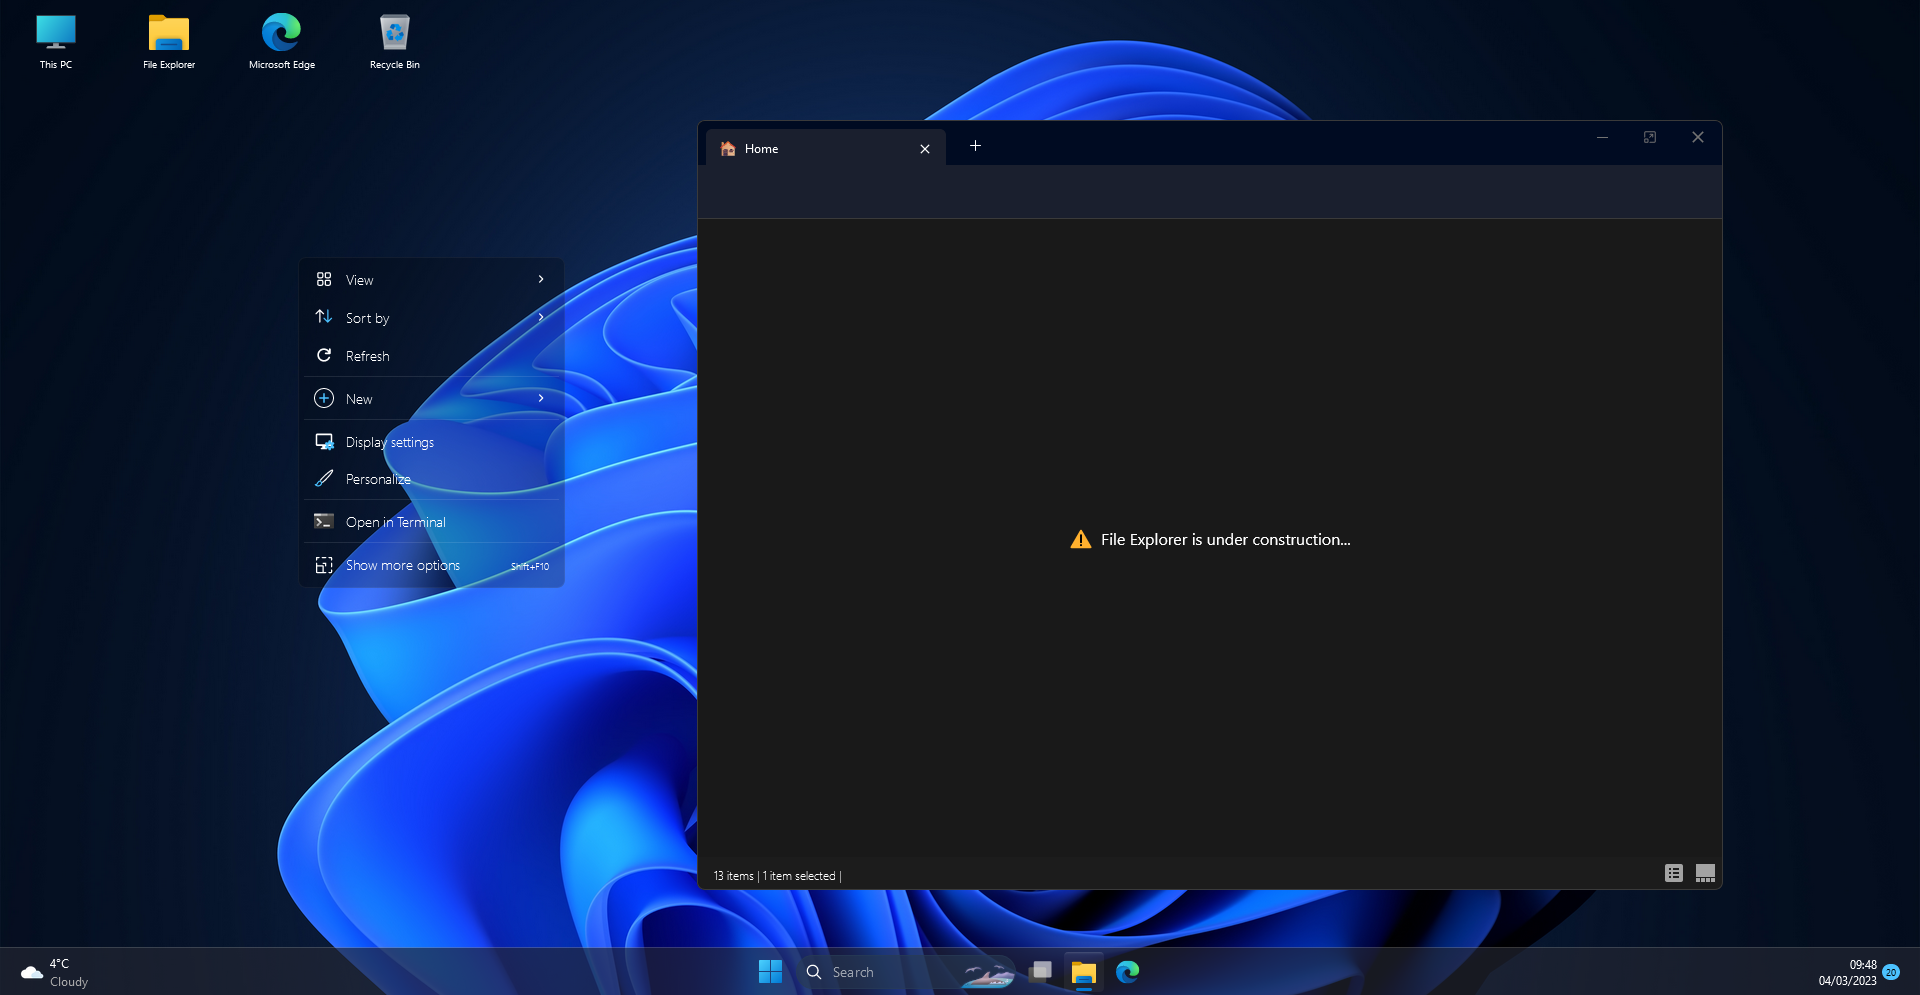 This PC
File Explorer
Microsoft Edge
Recycle Bin
Home
View
Sort by
Refresh
New
Display settings
Personalize
Open in Terminal
Show more options Shift+F10
File Explorer is under construction...
13 items | 1 item selected |
4°C
Cloudy
Search
09:48
04/03/2023
20